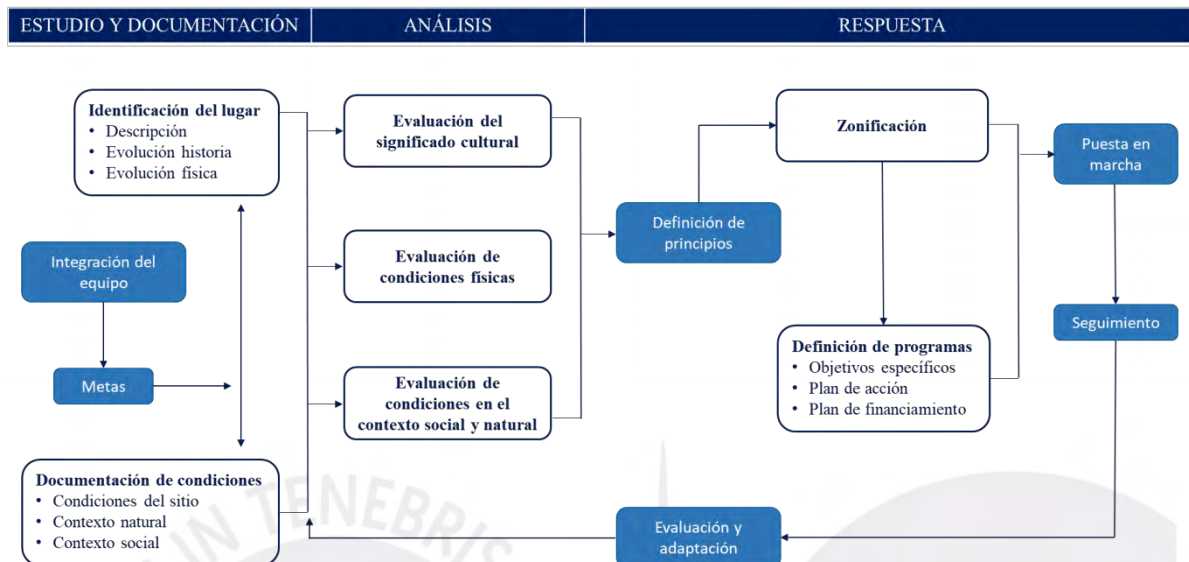 ESTUDIO Y DOCUMENTACIÓN
ANÁLISIS
RESPUESTA
Identificación del lugar
• Descripción
• Evolución historia
• Evolución física
Integración del
equipo
Metas
Documentación de condiciones
• Condiciones del sitio
• Contexto natural
• Contexto social
Evaluación del
significado cultural
Evaluación de
condiciones físicas
Evaluación de
condiciones en el
contexto social y natural
Definición de
principios
Zonificación
Definición de programas
• Objetivos específicos
• Plan de acción
• Plan de financiamiento
Puesta en
marcha
Seguimiento
Evaluación y
adaptación
IN TENEBRIS